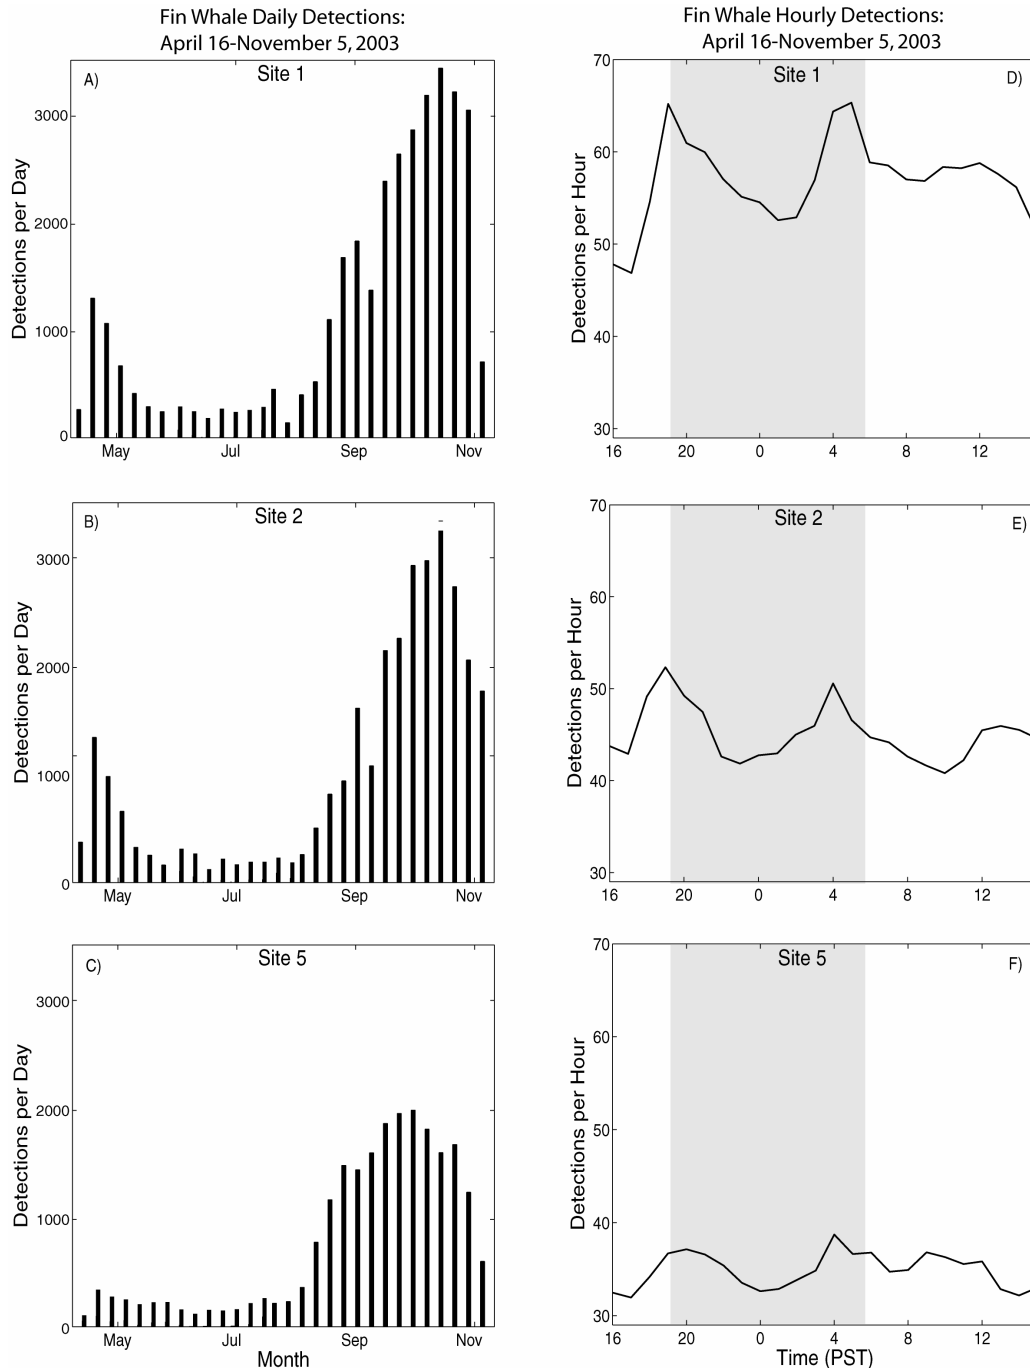 Fin Whale Daily Detections:
April 16-November 5, 2003
Fin Whale Hourly Detections:
April 16-November 5, 2003
A)
Site 1
Detections per Day
3000
2000
1000
0
May Jul Sep Nov
Site 1
D)
Detections per Hour
70
60
50
40
30
16 20 0 4 8 12
B)
Site 2
Detections per Day
3000
2000
1000
0
May Jul Sep Nov
Site 2
E)
Detections per Hour
70
60
50
40
30
16 20 0 4 8 12
C)
Site 5
Detections per Day
3000
2000
1000
0
May Jul Sep Nov
Month
Site 5
F)
Detections per Hour
70
60
50
40
30
16 20 0 4 8 12
Time (PST)